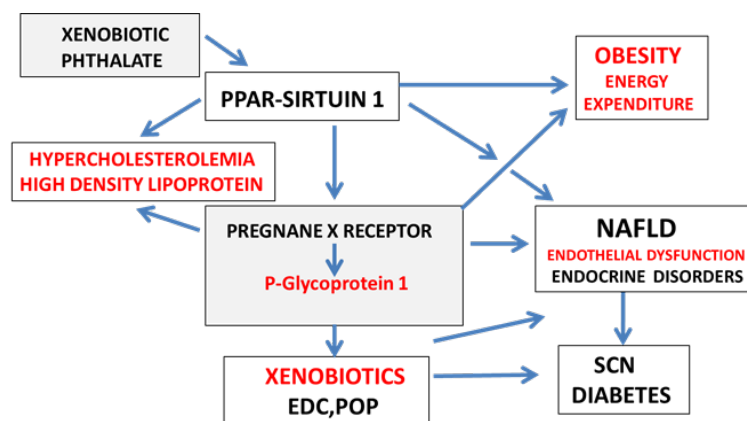 XENOBIOTIC
PHTHALATE
PPAR-SIRTUIN 1
OBESITY
ENERGY
EXPENDITURE
HYPERCHOLESTEROLEMIA
HIGH DENSITY LIPOPROTEIN
PREGNANE X RECEPTOR
P-Glycoprotein 1
NAFLD
ENDOTHELIAL DYSFUNCTION
ENDOCRINE DISORDERS
XENOBIOTICS
EDC,POP
SCN
DIABETES